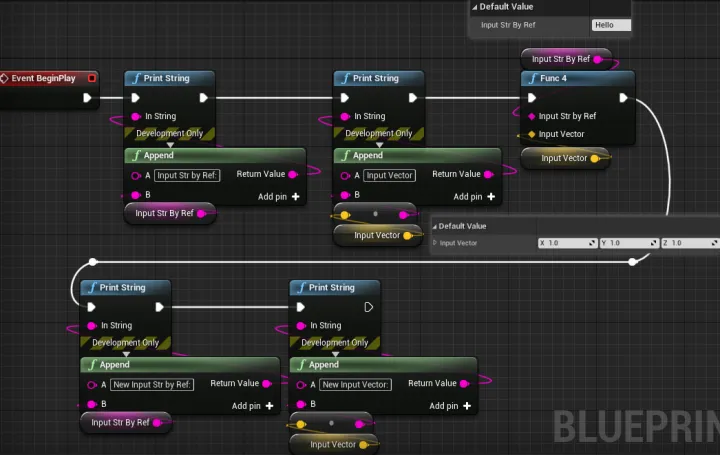 Default Value
Input Str By Ref Hello
Input Str By Ref
Event BeginPlay
Print String
Print String
Func 4
In String
In String
Input Str by Ref
Development Only
Development Only
Input Vector
Append
Append
Input Vector
A Input Str by Ref: Return Value
A Input Vector Return Value
B Add pin
B Add pin
Input Str By Ref
Input Vector
Default Value
Input Vector X 1.0 Y 1.0 Z 1.0
Print String
Print String
In String
In String
Development Only
Development Only
Append
Append
A New Input Str by Ref: Return Value
A New Input Vector: Return Value
B Add pin
B Add pin
Input Str By Ref
Input Vector
BLUEPRIN